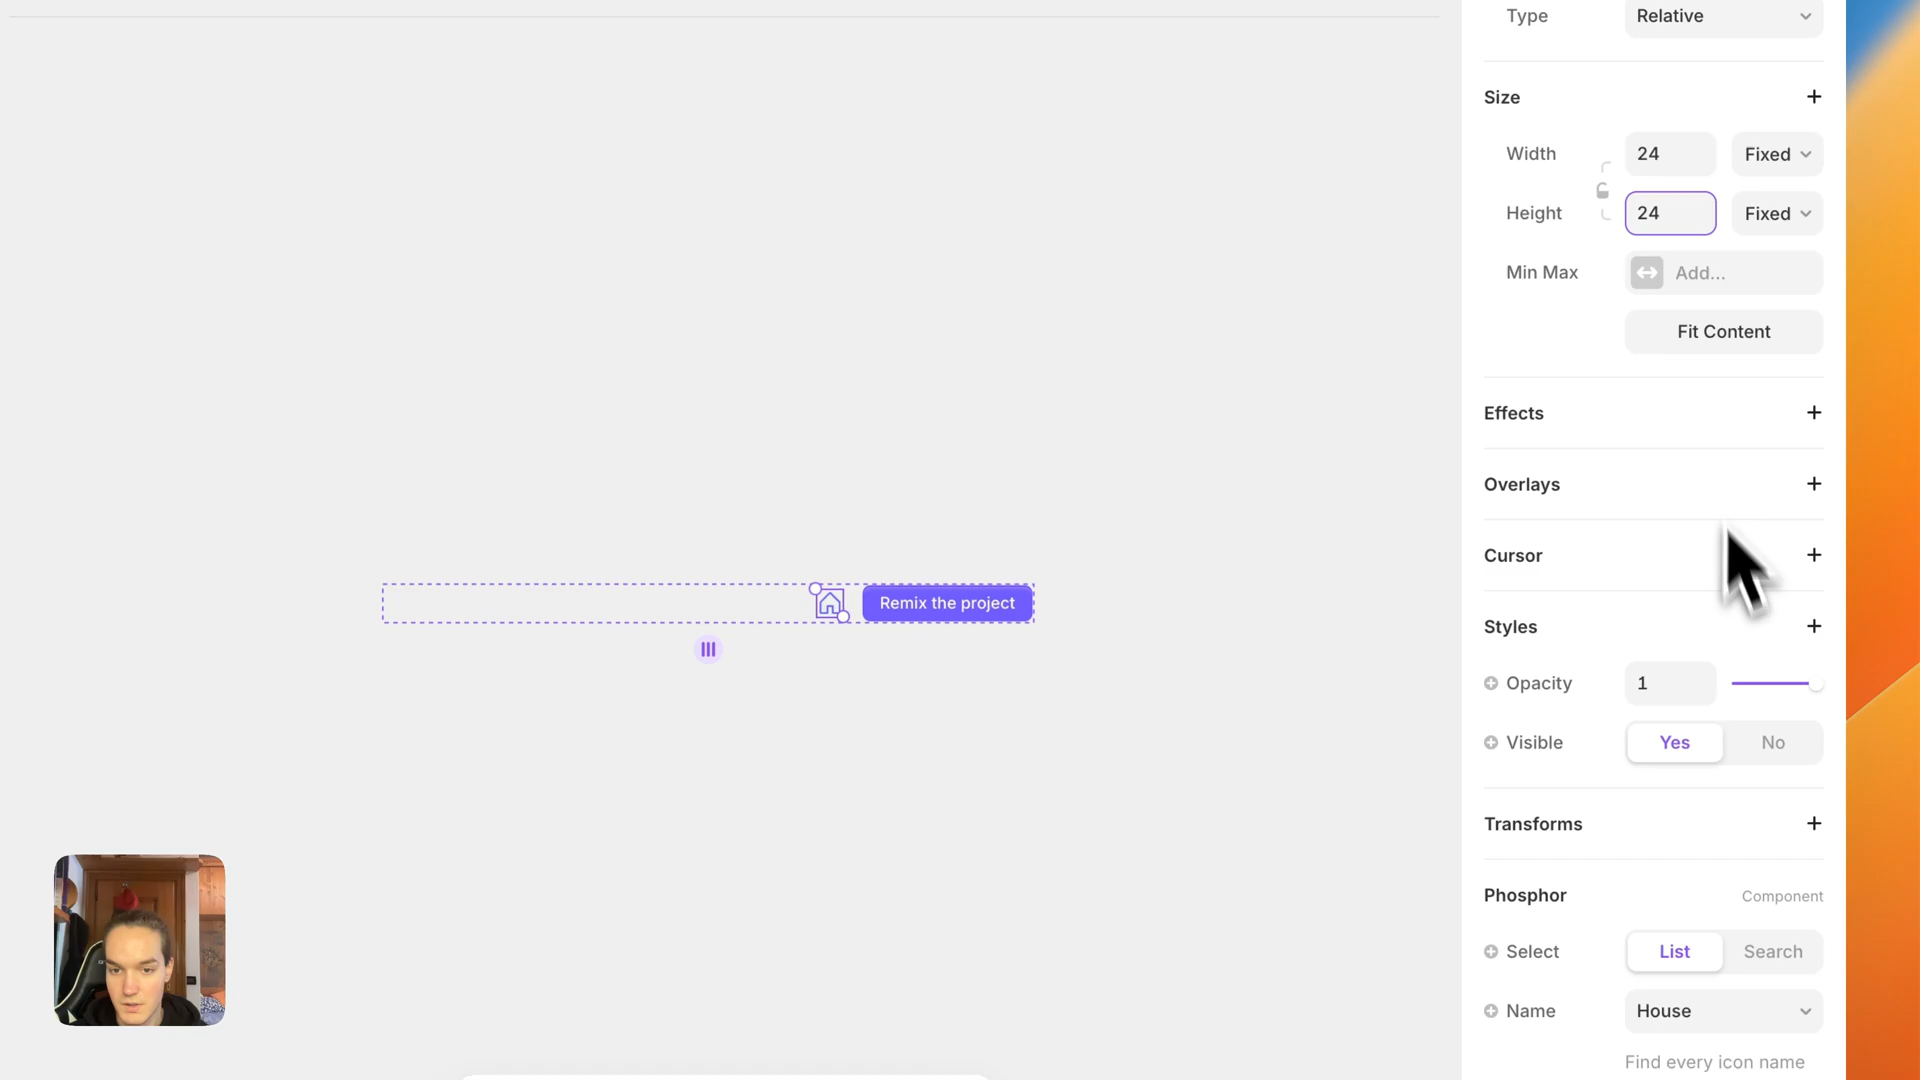 Type
Relative
Size
Width
24
Fixed
Height
24
Fixed
Min Max
Add...
Fit Content
Effects
Overlays
Cursor
Styles
Opacity
1
Visible
Yes
No
Transforms
Phosphor
Component
Select
List
Search
Name
House
Find every icon name
Remix the project